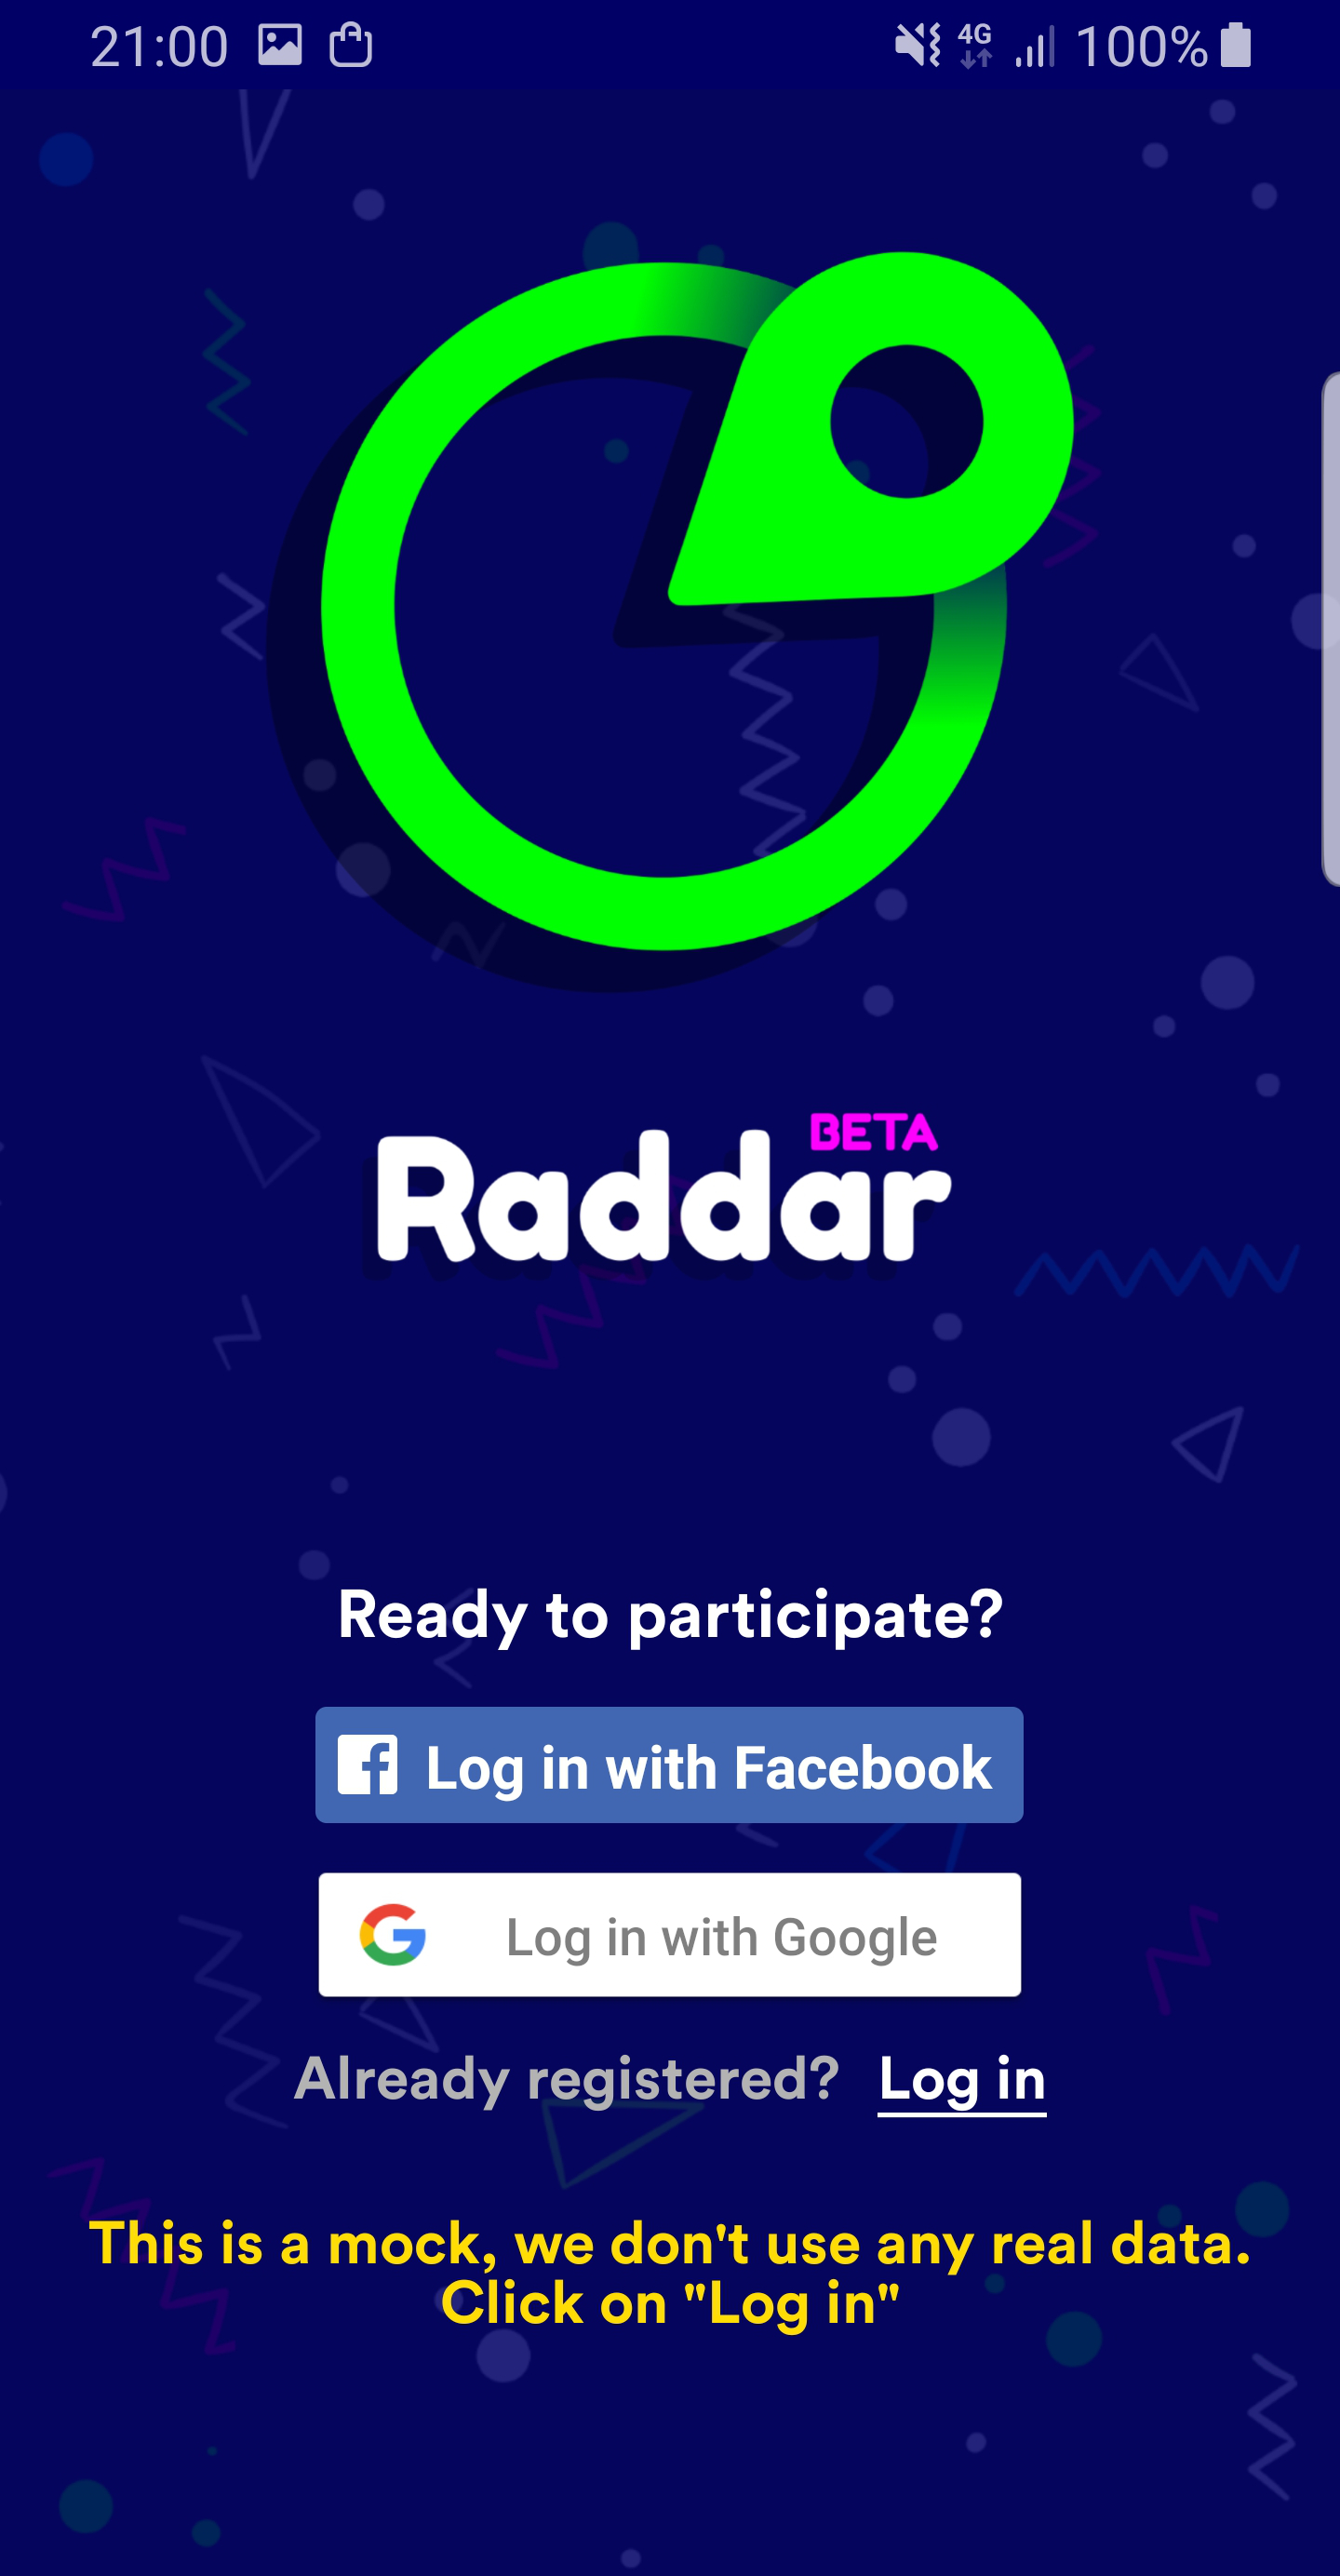 21:00 4G 100%
BETA
Raddar
Ready to participate?
Log in with Facebook
Log in with Google
Already registered? Log in
This is a mock, we don't use any real data.
Click on "Log in"